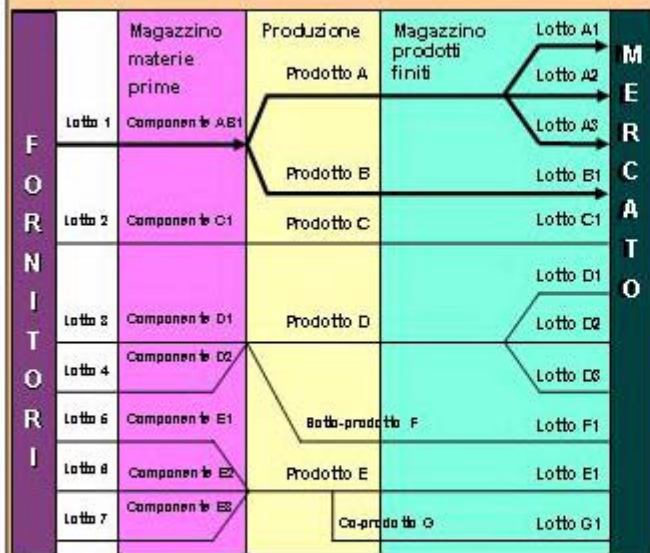 FORNITORI
Magazzino
materie
prime
Produzione
Magazzino
prodotti
finiti
MERCATO
Lotto A1
Prodotto A
Lotto A2
Lotto 1
Componente AB1
Lotto A3
Prodotto B
Lotto B1
Lotto 2
Componente C1
Prodotto C
Lotto C1
Lotto D1
Lotto 3
Componente D1
Prodotto D
Lotto D2
Componente D2
Lotto 4
Lotto D3
Lotto 5
Componente E1
Sotto-prodotto F
Lotto F1
Lotto 6
Componente E2
Prodotto E
Lotto E1
Componente E3
Lotto 7
Co-prodotto G
Lotto G1